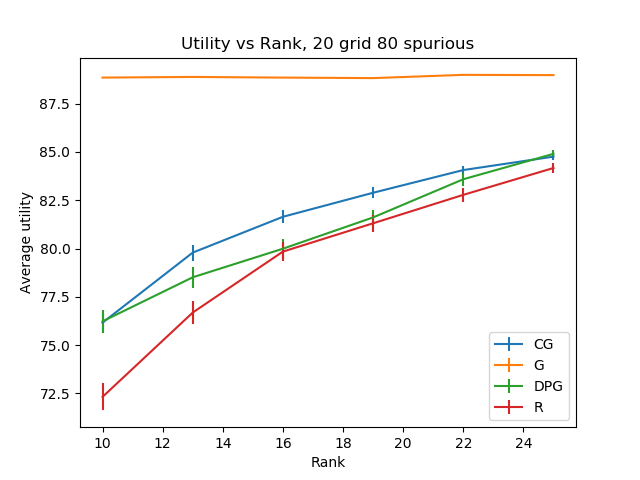 Utility vs Rank, 20 grid 80 spurious
87.5
85.0
82.5
80.0
77.5
75.0
72.5
Average utility
10 12 14 16 18 20 22 24
Rank
CG
G
DPG
R